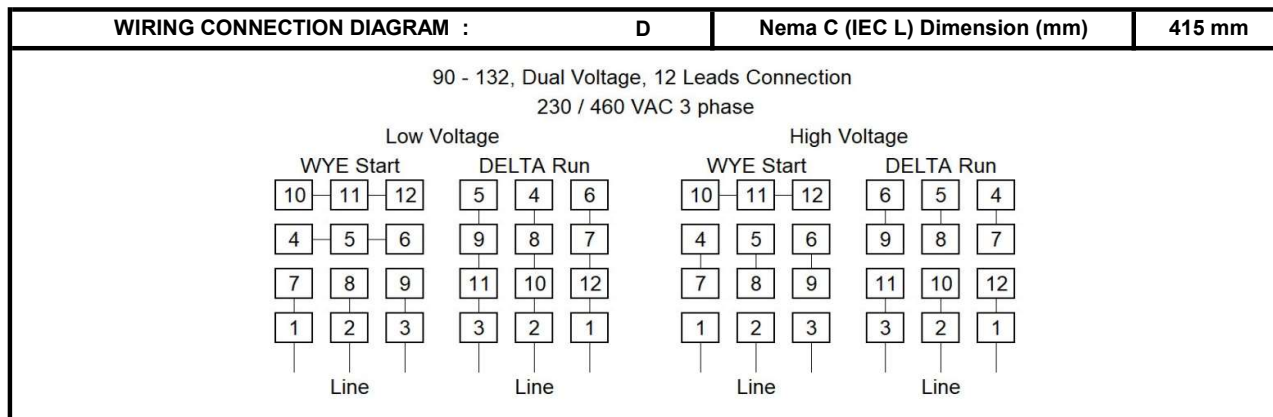 WIRING CONNECTION DIAGRAM : D Nema C (IEC L) Dimension (mm) 415 mm
90 - 132, Dual Voltage, 12 Leads Connection
230 / 460 VAC 3 phase
Low Voltage High Voltage
WYE Start DELTA Run WYE Start DELTA Run
10 11 12 5 4 6 10 11 12 6 5 4
4 5 6 9 8 7 4 5 6 9 8 7
7 8 9 11 10 12 7 8 9 11 10 12
1 2 3 3 2 1 1 2 3 3 2 1
Line Line Line Line